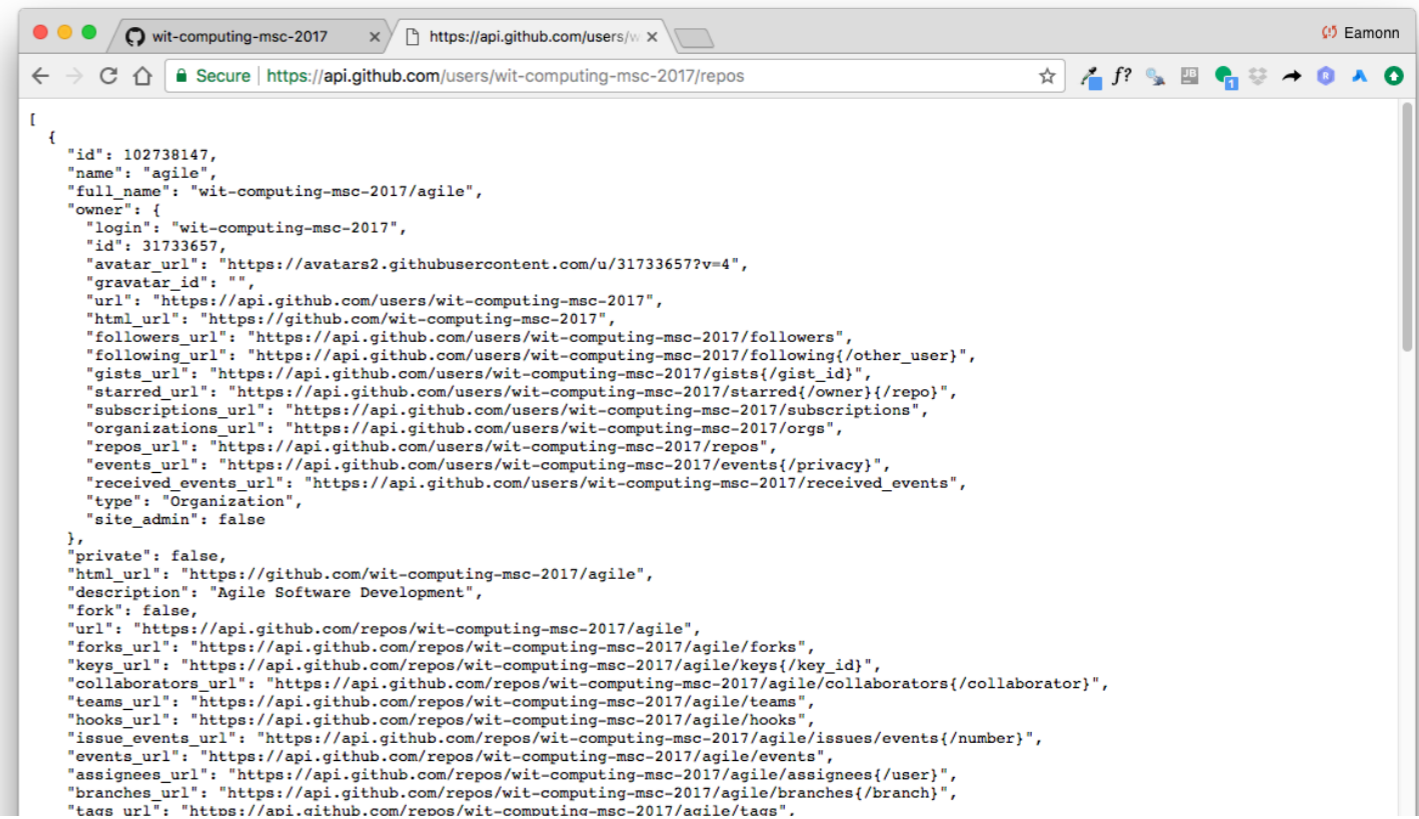 wit-computing-msc-2017
https://api.github.com/users/w
Eamonn
Secure | https://api.github.com/users/wit-computing-msc-2017/repos
f?
JB
1
R
[
{
"id": 102738147,
"name": "agile",
"full_name": "wit-computing-msc-2017/agile",
"owner": {
"login": "wit-computing-msc-2017",
"id": 31733657,
"avatar_url": "https://avatars2.githubusercontent.com/u/31733657?v=4",
"gravatar_id": "",
"url": "https://api.github.com/users/wit-computing-msc-2017",
"html_url": "https://github.com/wit-computing-msc-2017",
"followers_url": "https://api.github.com/users/wit-computing-msc-2017/followers",
"following_url": "https://api.github.com/users/wit-computing-msc-2017/following{/other_user}",
"gists_url": "https://api.github.com/users/wit-computing-msc-2017/gists{/gist_id}",
"starred_url": "https://api.github.com/users/wit-computing-msc-2017/starred{/owner}{/repo}",
"subscriptions_url": "https://api.github.com/users/wit-computing-msc-2017/subscriptions",
"organizations_url": "https://api.github.com/users/wit-computing-msc-2017/orgs",
"repos_url": "https://api.github.com/users/wit-computing-msc-2017/repos",
"events_url": "https://api.github.com/users/wit-computing-msc-2017/events{/privacy}",
"received_events_url": "https://api.github.com/users/wit-computing-msc-2017/received_events",
"type": "Organization",
"site_admin": false
},
"private": false,
"html_url": "https://github.com/wit-computing-msc-2017/agile",
"description": "Agile Software Development",
"fork": false,
"url": "https://api.github.com/repos/wit-computing-msc-2017/agile",
"forks_url": "https://api.github.com/repos/wit-computing-msc-2017/agile/forks",
"keys_url": "https://api.github.com/repos/wit-computing-msc-2017/agile/keys{/key_id}",
"collaborators_url": "https://api.github.com/repos/wit-computing-msc-2017/agile/collaborators{/collaborator}",
"teams_url": "https://api.github.com/repos/wit-computing-msc-2017/agile/teams",
"hooks_url": "https://api.github.com/repos/wit-computing-msc-2017/agile/hooks",
"issue_events_url": "https://api.github.com/repos/wit-computing-msc-2017/agile/issues/events{/number}",
"events_url": "https://api.github.com/repos/wit-computing-msc-2017/agile/events",
"assignees_url": "https://api.github.com/repos/wit-computing-msc-2017/agile/assignees{/user}",
"branches_url": "https://api.github.com/repos/wit-computing-msc-2017/agile/branches{/branch}",
"tags_url": "https://api.github.com/repos/wit-computing-msc-2017/agile/tags",